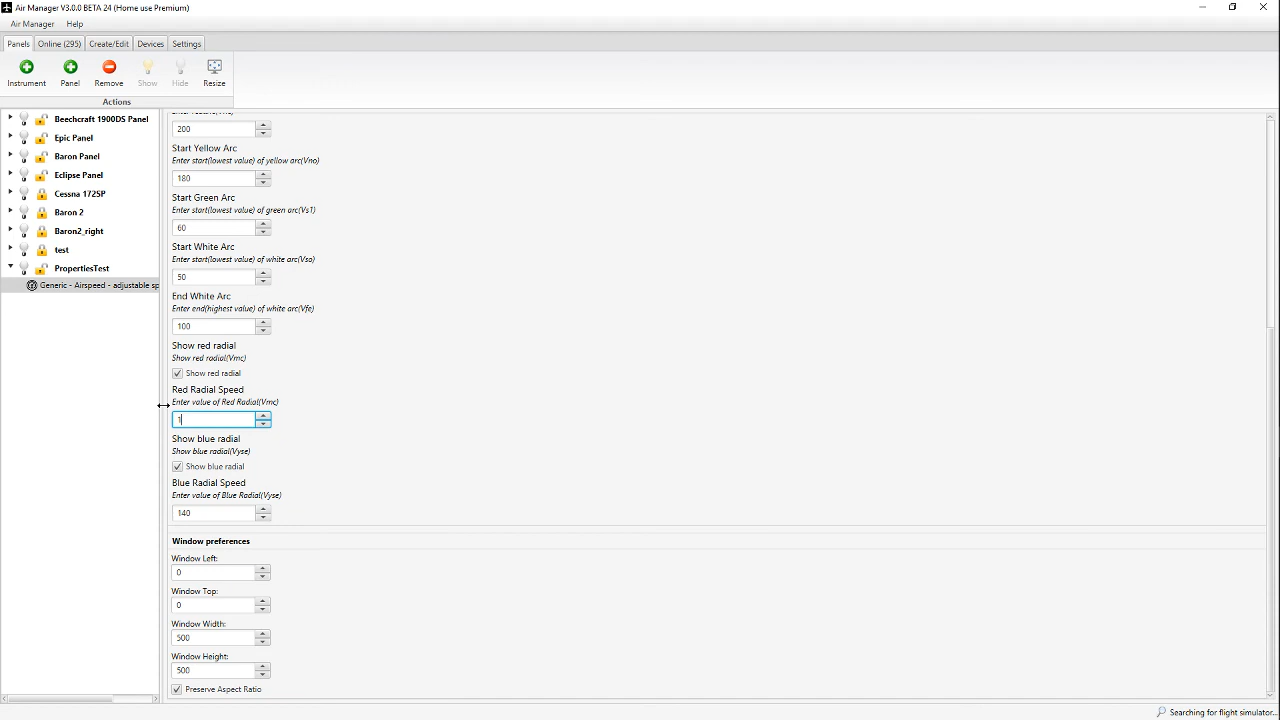 Air Manager V3.0.0 BETA 24 (Home use Premium)
Air Manager Help
Panels Online (295) Create/Edit Devices Settings
Instrument Panel Remove Show Hide Resize
Actions
Beechcraft 1900DS Panel
Epic Panel
Baron Panel
Eclipse Panel
Cessna 172SP
Baron 2
Baron2_right
test
PropertiesTest
Generic - Airspeed - adjustable sp
200
Start Yellow Arc
Enter start(lowest value) of yellow arc(Vno)
180
Start Green Arc
Enter start(lowest value) of green arc(Vs1)
60
Start White Arc
Enter start(lowest value) of white arc(Vso)
50
End White Arc
Enter end(highest value) of white arc(Vfe)
100
Show red radial
Show red radial(Vmc)
Show red radial
Red Radial Speed
Enter value of Red Radial(Vmc)
1
Show blue radial
Show blue radial(Vyse)
Show blue radial
Blue Radial Speed
Enter value of Blue Radial(Vyse)
140
Window preferences
Window Left:
0
Window Top:
0
Window Width:
500
Window Height:
500
Preserve Aspect Ratio
Searching for flight simulator...